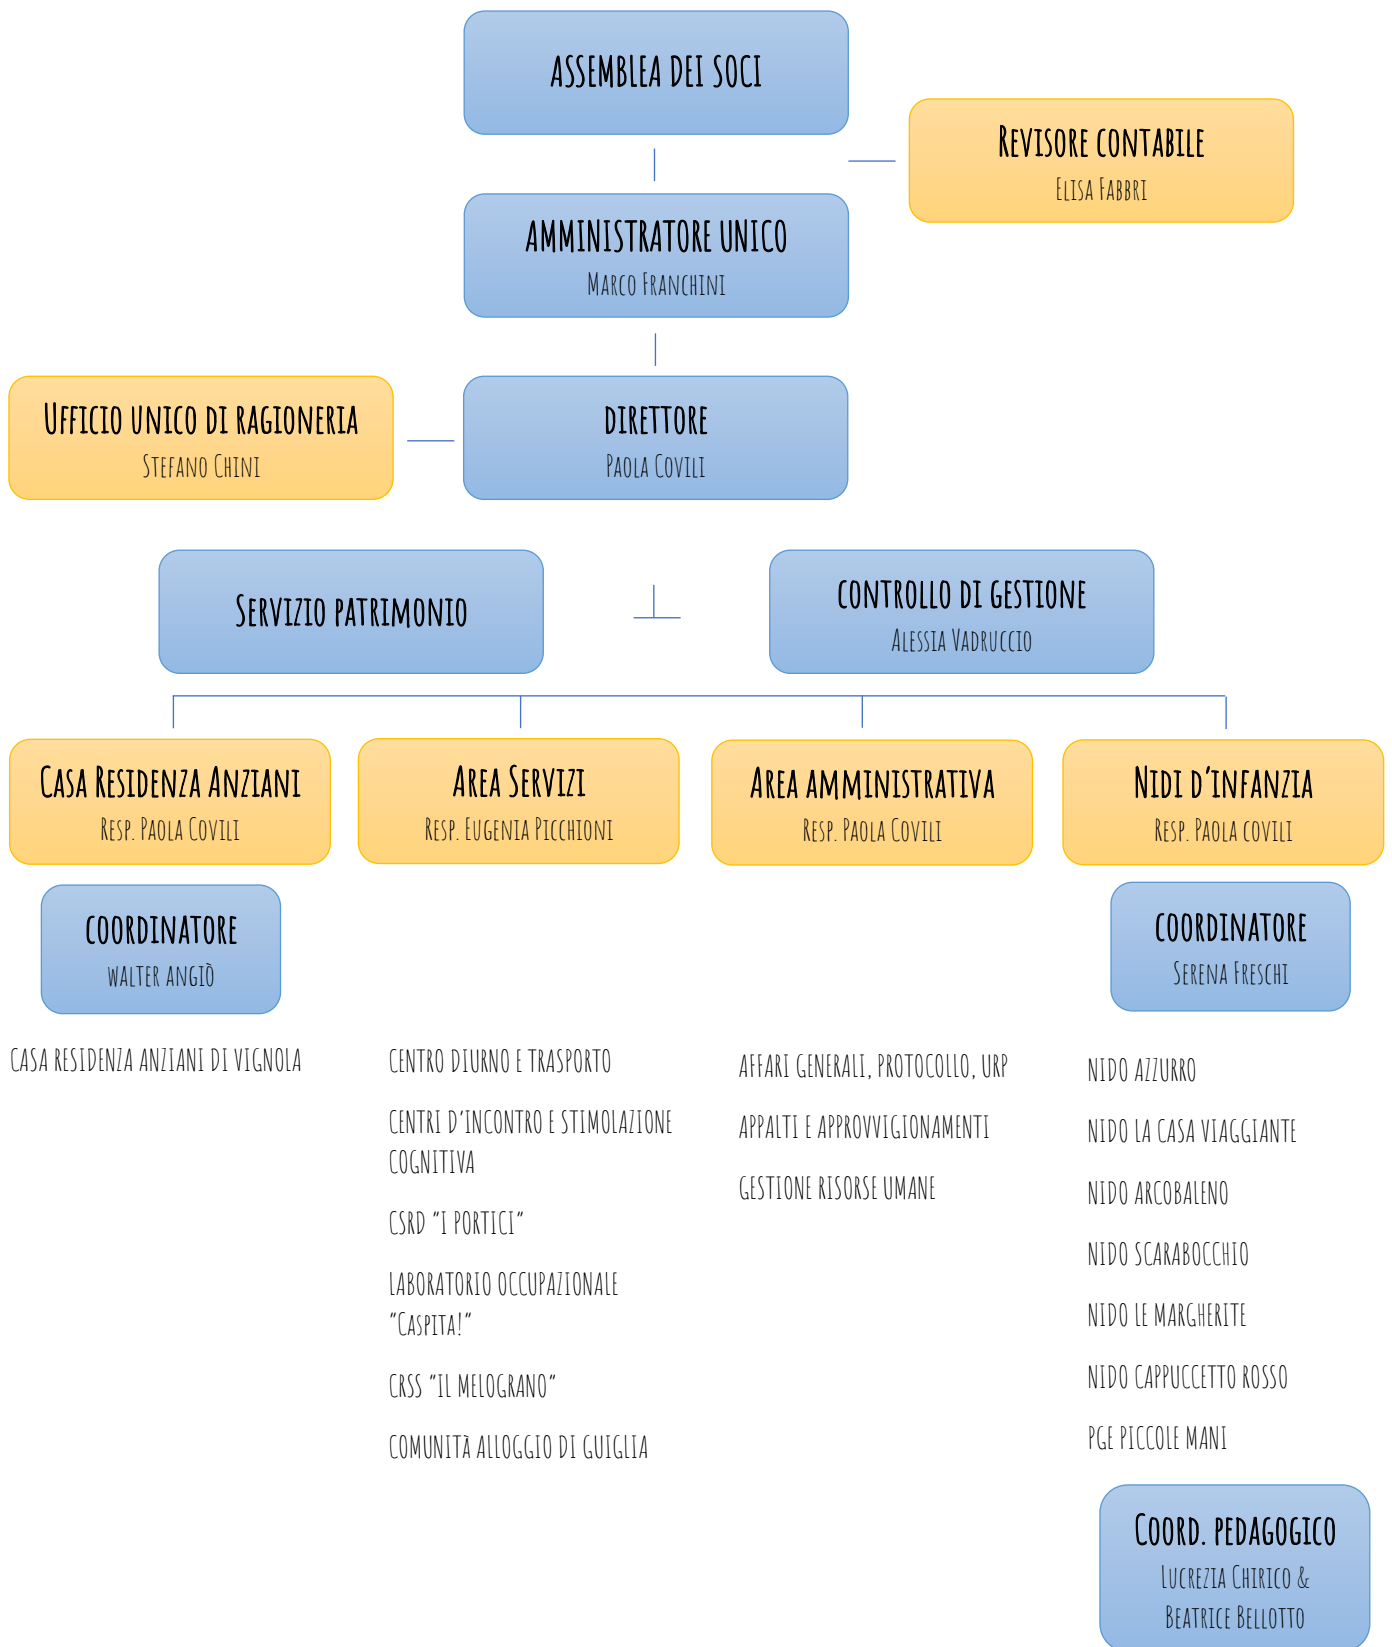 ASSEMBLEA DEI SOCI
REVISORE CONTABILE
ELISA FABBRI
AMMINISTRATORE UNICO
MARCO FRANCHINI
UFFICIO UNICO DI RAGIONERIA
STEFANO CHINI
DIRETTORE
PAOLA COVILI
SERVIZIO PATRIMONIO
CONTROLLO DI GESTIONE
ALESSIA VADRUCCIO
CASA RESIDENZA ANZIANI
RESP. PAOLA COVILI
AREA SERVIZI
RESP. EUGENIA PICCHIONI
AREA AMMINISTRATIVA
RESP. PAOLA COVILI
NIDI D'INFANZIA
RESP. PAOLA COVILI
COORDINATORE
WALTER ANGIÒ
COORDINATORE
SERENA FRESCHI
CASA RESIDENZA ANZIANI DI VIGNOLA
CENTRO DIURNO E TRASPORTO
CENTRI D'INCONTRO E STIMOLAZIONE
COGNITIVA
CSRD "I PORTICI"
LABORATORIO OCCUPAZIONALE
"CASPITA!"
CRSS "IL MELOGRANO"
COMUNITÀ ALLOGGIO DI GUIGLIA
AFFARI GENERALI, PROTOCOLLO, URP
APPALTI E APPROVVIGIONAMENTI
GESTIONE RISORSE UMANE
NIDO AZZURRO
NIDO LA CASA VIAGGIANTE
NIDO ARCOBALENO
NIDO SCARABOCCHIO
NIDO LE MARGHERITE
NIDO CAPPUCCETTO ROSSO
PGE PICCOLE MANI
COORD. PEDAGOGICO
LUCREZIA CHIRICO &
BEATRICE BELLOTTO